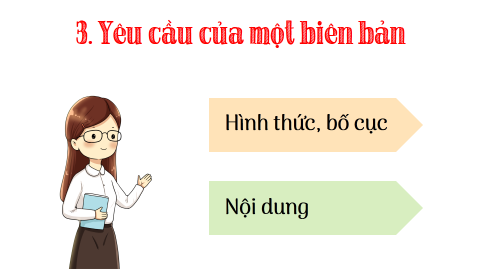 3. Yêu cầu của một biên bản
Hình thức, bố cục
Nội dung